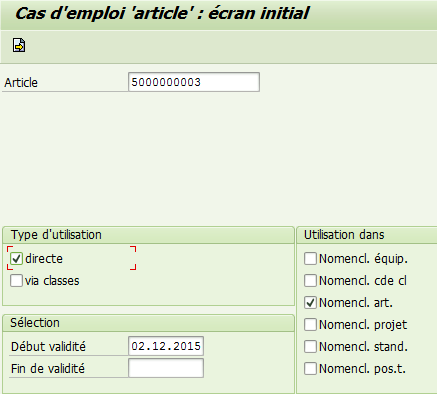 Cas d'emploi 'article' : écran initial
Article 5000000003
Type d'utilisation
directe
via classes
Sélection
Début validité 02.12.2015
Fin de validité
Utilisation dans
Nomencl. équip.
Nomencl. cde cl
Nomencl. art.
Nomencl. projet
Nomencl. stand.
Nomencl. pos.t.